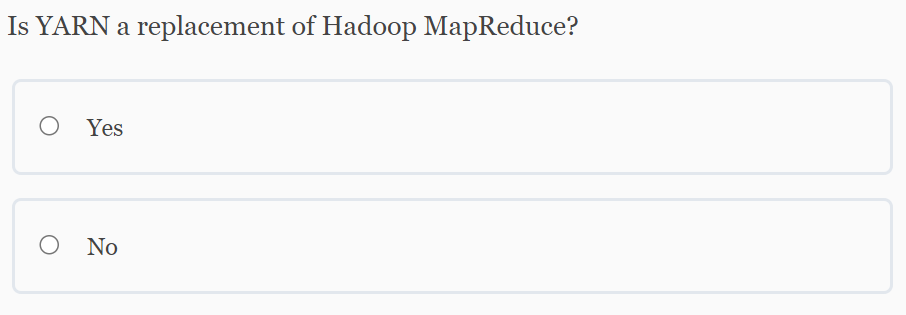 Is YARN a replacement of Hadoop MapReduce?
Yes
No